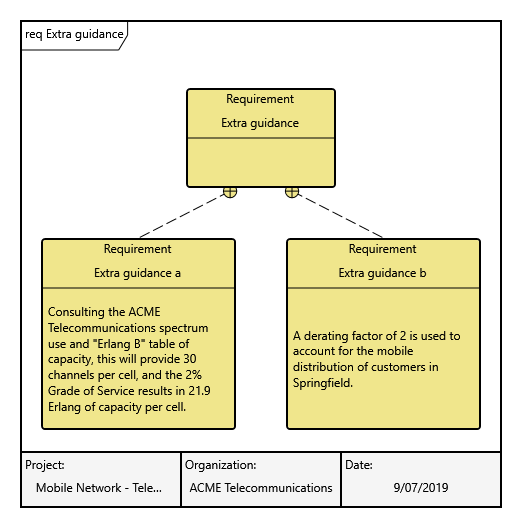 req Extra guidance
Requirement
Extra guidance
Requirement
Extra guidance a
Consulting the ACME
Telecommunications spectrum
use and "Erlang B" table of
capacity, this will provide 30
channels per cell, and the 2%
Grade of Service results in 21.9
Erlang of capacity per cell.
Requirement
Extra guidance b
A derating factor of 2 is used to
account for the mobile
distribution of customers in
Springfield.
Project:
Mobile Network - Tele...
Organization:
ACME Telecommunications
Date:
9/07/2019